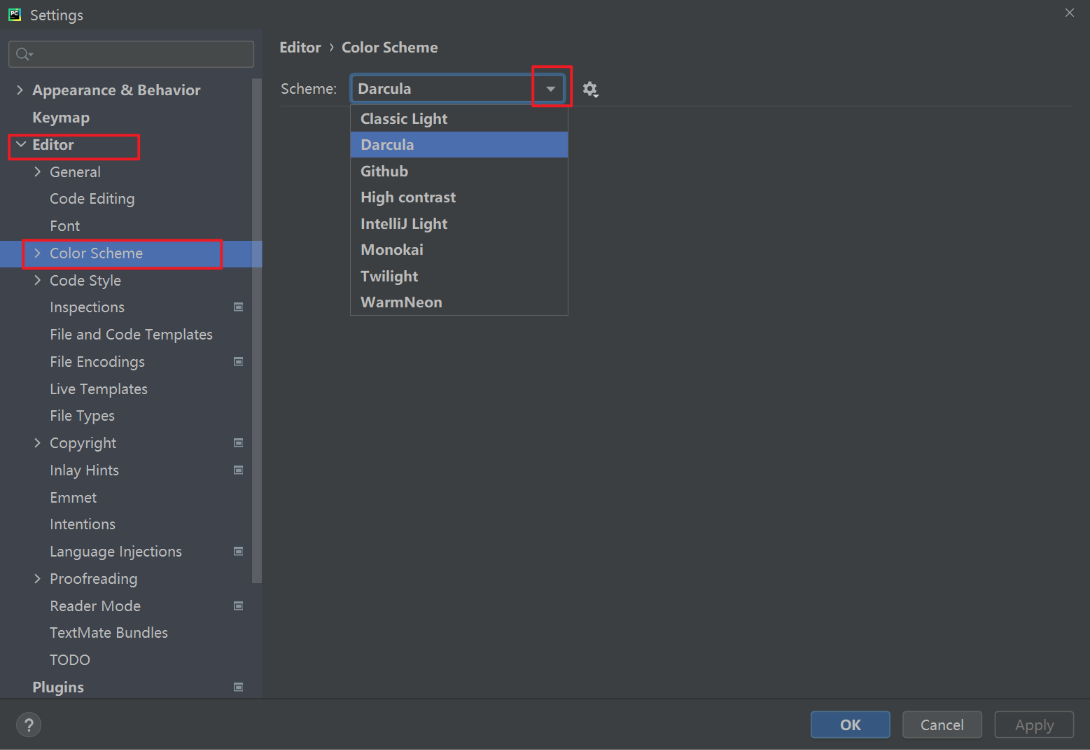 Settings
Appearance & Behavior
Keymap
Editor
General
Code Editing
Font
Color Scheme
Code Style
Inspections
File and Code Templates
File Encodings
Live Templates
File Types
Copyright
Inlay Hints
Emmet
Intentions
Language Injections
Proofreading
Reader Mode
TextMate Bundles
TODO
Plugins
Editor › Color Scheme
Scheme: Darcula
Classic Light
Darcula
Github
High contrast
IntelliJ Light
Monokai
Twilight
WarmNeon
? OK Cancel Apply